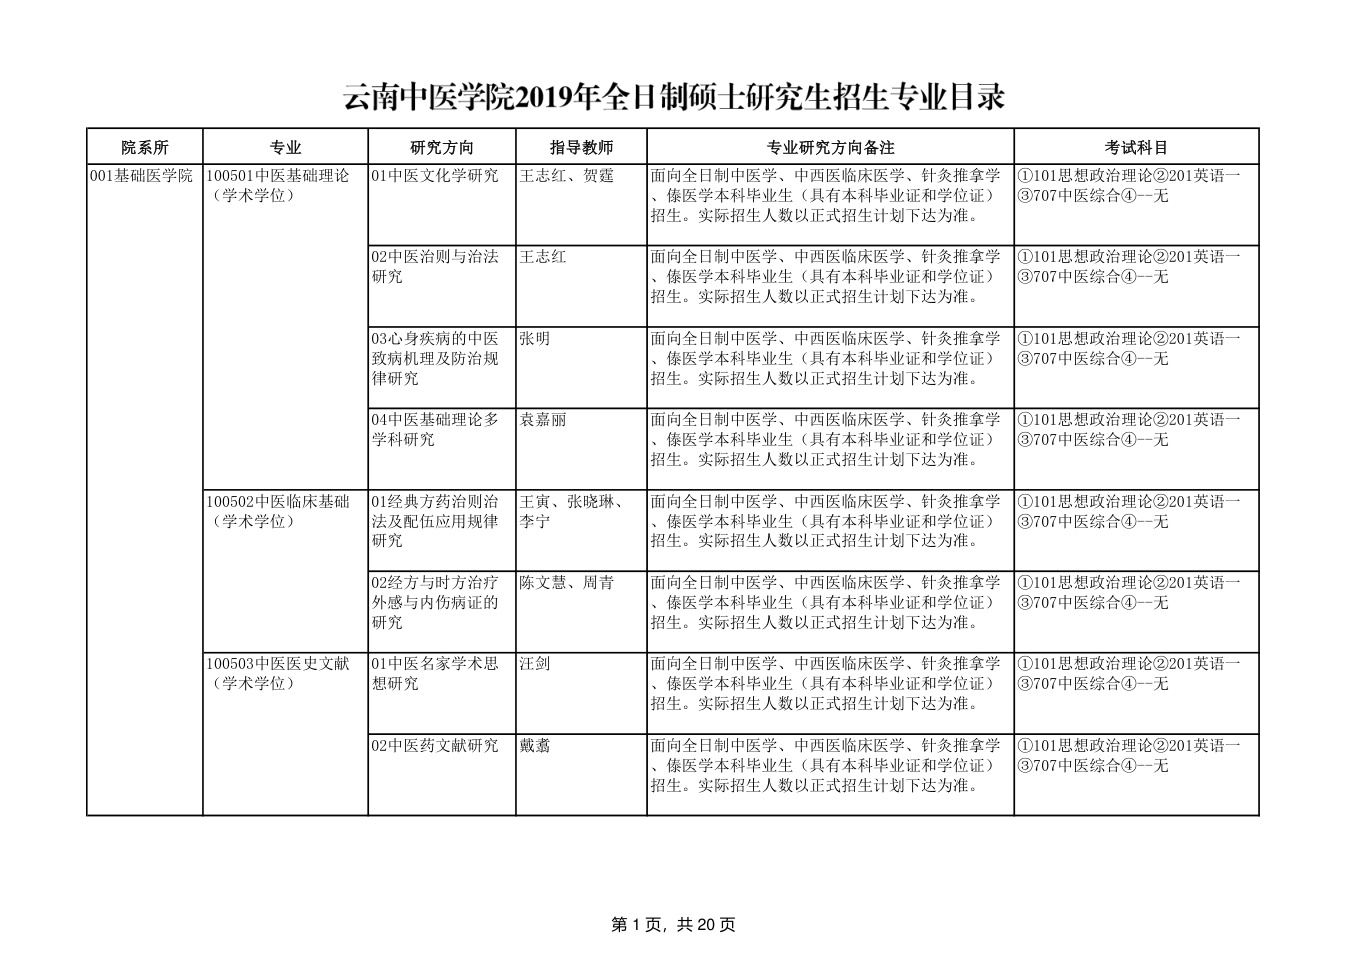 云南中医学院2019年全日制硕士研究生招生专业目录
院系所 专业 研究方向 指导教师 专业研究方向备注 考试科目
001基础医学院 100501中医基础理论 01中医文化学研究 王志红、贺霆 面向全日制中医学、中西医临床医学、针灸推拿学 ①101思想政治理论②201英语一
（学术学位） 、傣医学本科毕业生（具有本科毕业证和学位证） ③707中医综合④--无
招生。实际招生人数以正式招生计划下达为准。
02中医治则与治法 王志红 面向全日制中医学、中西医临床医学、针灸推拿学 ①101思想政治理论②201英语一
研究 、傣医学本科毕业生（具有本科毕业证和学位证） ③707中医综合④--无
招生。实际招生人数以正式招生计划下达为准。
03心身疾病的中医 张明 面向全日制中医学、中西医临床医学、针灸推拿学 ①101思想政治理论②201英语一
致病机理及防治规 、傣医学本科毕业生（具有本科毕业证和学位证） ③707中医综合④--无
律研究 招生。实际招生人数以正式招生计划下达为准。
04中医基础理论多 袁嘉丽 面向全日制中医学、中西医临床医学、针灸推拿学 ①101思想政治理论②201英语一
学科研究 、傣医学本科毕业生（具有本科毕业证和学位证） ③707中医综合④--无
招生。实际招生人数以正式招生计划下达为准。
100502中医临床基础 01经典方药治则治 王寅、张晓琳、 面向全日制中医学、中西医临床医学、针灸推拿学 ①101思想政治理论②201英语一
（学术学位） 法及配伍应用规律 李宁 、傣医学本科毕业生（具有本科毕业证和学位证） ③707中医综合④--无
研究 招生。实际招生人数以正式招生计划下达为准。
02经方与时方治疗 陈文慧、周青 面向全日制中医学、中西医临床医学、针灸推拿学 ①101思想政治理论②201英语一
外感与内伤病证的 、傣医学本科毕业生（具有本科毕业证和学位证） ③707中医综合④--无
研究 招生。实际招生人数以正式招生计划下达为准。
100503中医医史文献 01中医名家学术思 汪剑 面向全日制中医学、中西医临床医学、针灸推拿学 ①101思想政治理论②201英语一
（学术学位） 想研究 、傣医学本科毕业生（具有本科毕业证和学位证） ③707中医综合④--无
招生。实际招生人数以正式招生计划下达为准。
02中医药文献研究 戴翥 面向全日制中医学、中西医临床医学、针灸推拿学 ①101思想政治理论②201英语一
、傣医学本科毕业生（具有本科毕业证和学位证） ③707中医综合④--无
招生。实际招生人数以正式招生计划下达为准。
第 1 页，共 20 页